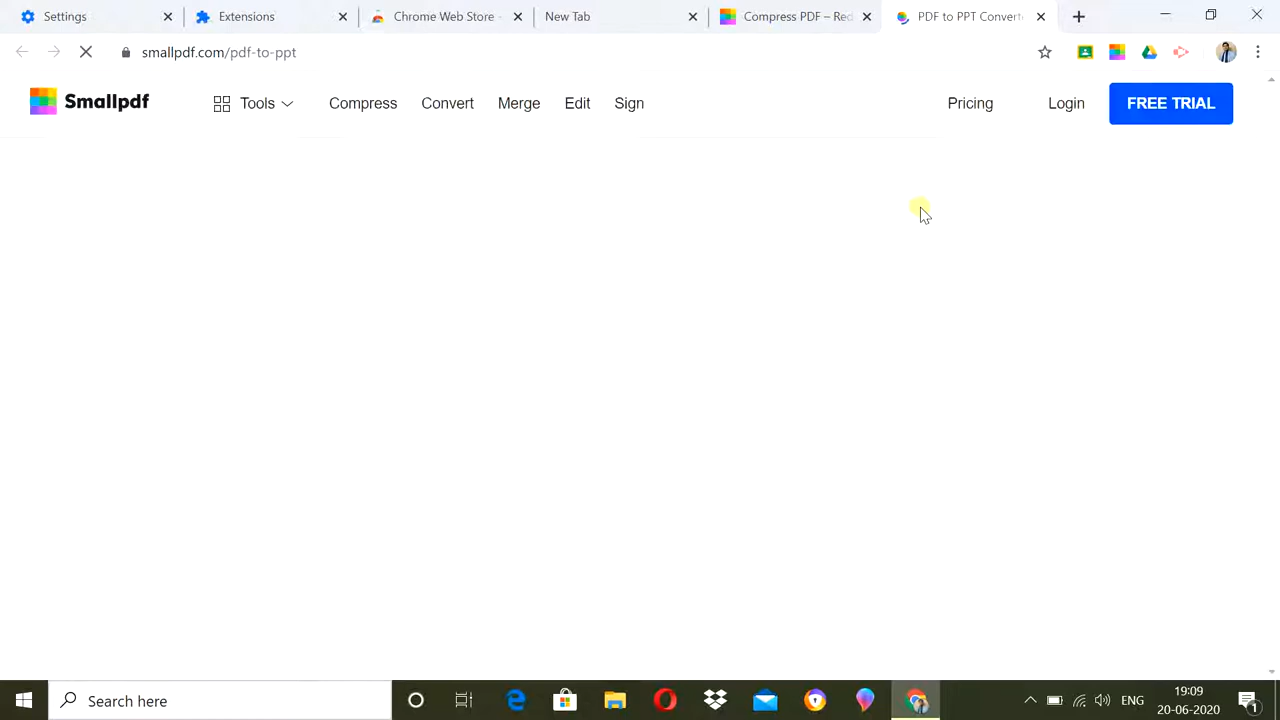 Settings
Extensions
Chrome Web Store -
New Tab
Compress PDF – Red
PDF to PPT Convert
smallpdf.com/pdf-to-ppt
Smallpdf
Tools
Compress
Convert
Merge
Edit
Sign
Pricing
Login
FREE TRIAL
Search here
ENG
19:09
20-06-2020
1